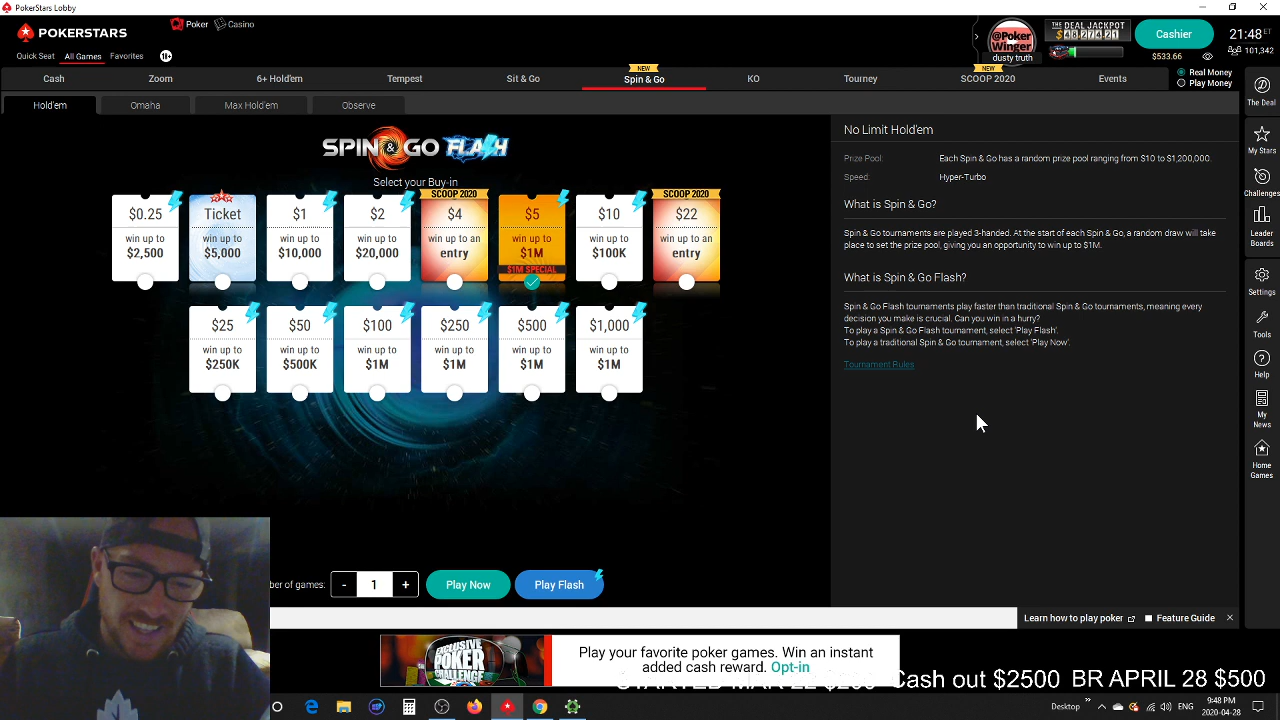 PokerStars Lobby
POKERSTARS
Poker
Casino
Quick Seat
All Games
Favorites
@Poker
Winger
dusty truth
THE DEAL JACKPOT
Cashier
$533.66
21:48 ET
101,342
Cash
Zoom
6+ Hold'em
Tempest
Sit & Go
NEW
Spin & Go
KO
Tourney
NEW
SCOOP 2020
Events
Real Money
Play Money
Hold'em
Omaha
Max Hold'em
Observe
SPIN & GO FLASH
Select your Buy-in
$0.25
win up to
$2,500
Ticket
win up to
$5,000
$1
win up to
$10,000
$2
win up to
$20,000
SCOOP 2020
$4
win up to an
entry
$5
win up to
$1M
$1M SPECIAL
$10
win up to
$100K
SCOOP 2020
$22
win up to an
entry
$25
win up to
$250K
$50
win up to
$500K
$100
win up to
$1M
$250
win up to
$1M
$500
win up to
$1M
$1,000
win up to
$1M
No Limit Hold'em
Prize Pool: Each Spin & Go has a random prize pool ranging from $10 to $1,200,000.
Speed: Hyper-Turbo
What is Spin & Go?
Spin & Go tournaments are played 3-handed. At the start of each Spin & Go, a random draw will take
place to set the prize pool, giving you an opportunity to win up to $1M.
What is Spin & Go Flash?
Spin & Go Flash tournaments play faster than traditional Spin & Go tournaments, meaning every
decision you make is crucial. Can you win in a hurry?
To play a Spin & Go Flash tournament, select 'Play Flash'.
To play a traditional Spin & Go tournament, select 'Play Now'.
Tournament Rules
The Deal
My Stars
Challenges
Leader
Boards
Settings
Tools
Help
My
News
Home
Games
ber of games:
- 1 +
Play Now
Play Flash
Learn how to play poker
Feature Guide
EXCLUSIVE
POKER
CHALLENGE
Play your favorite poker games. Win an instant
added cash reward. Opt-in
STARTED MAR 22 $200 Cash out $2500 BR APRIL 28 $500
Desktop
9:48 PM
2020-04-28